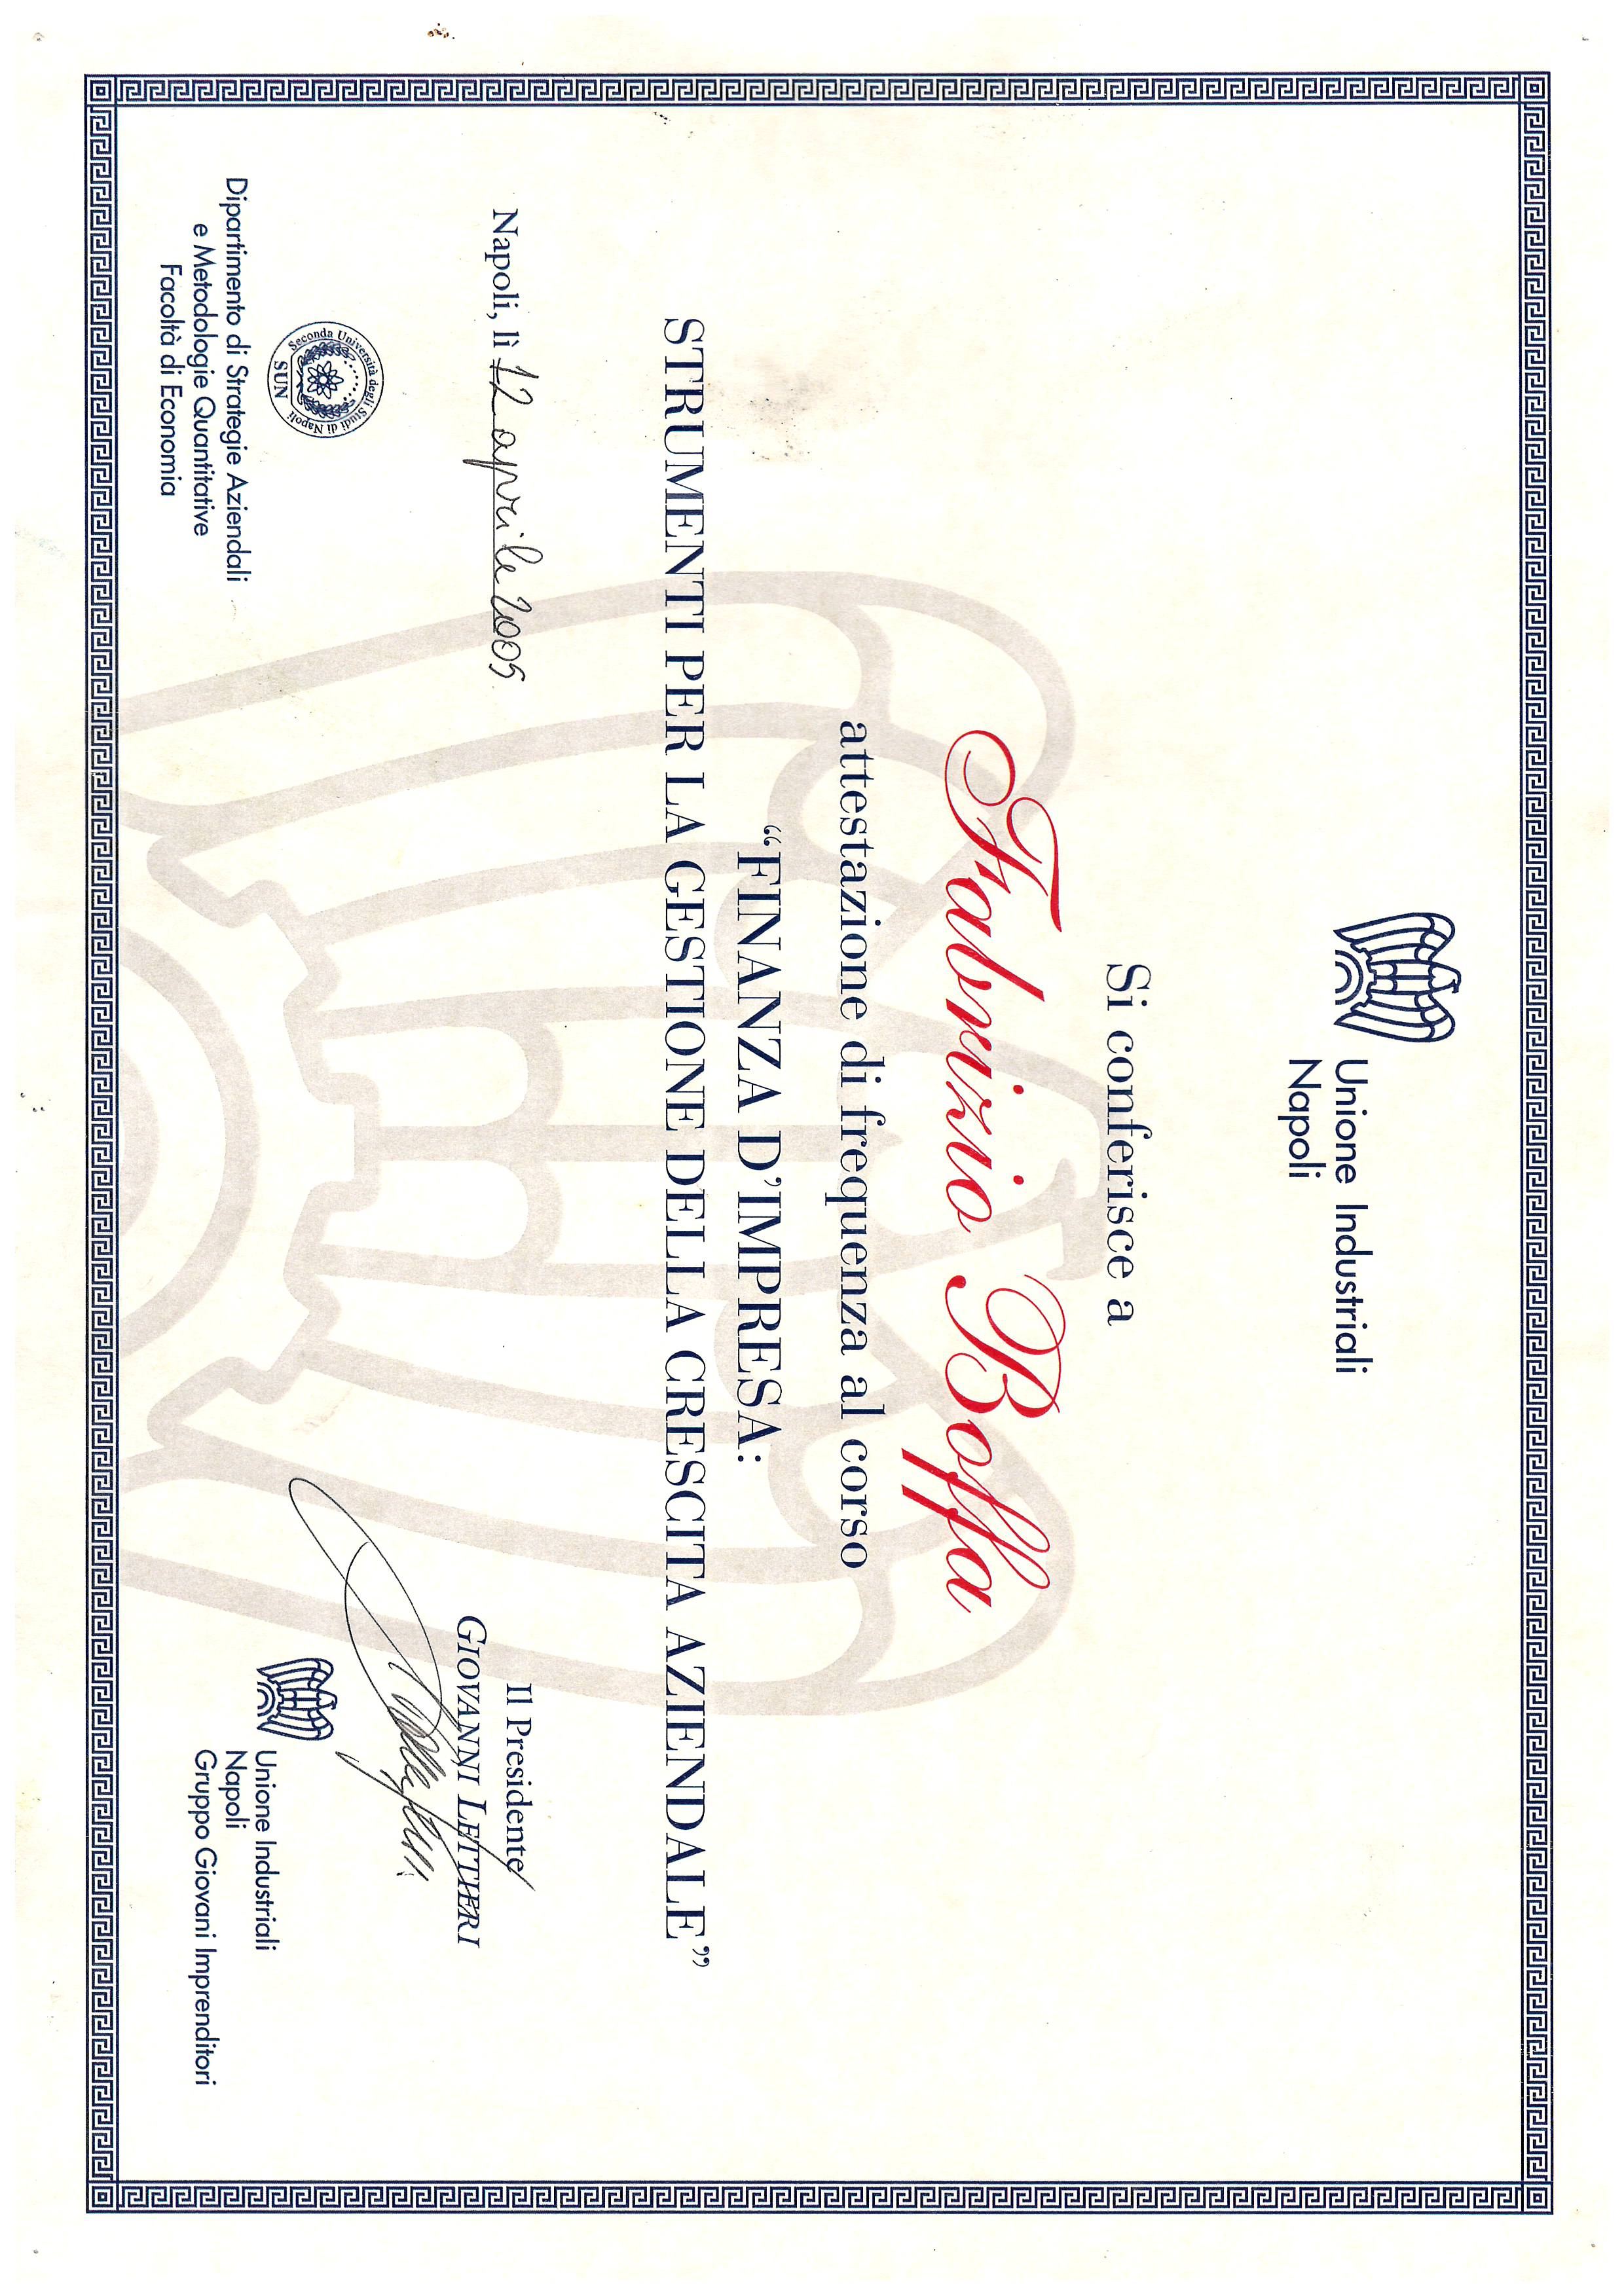 Unione Industriali
Napoli
Si conferisce a
Fabrizio Boffa
attestazione di frequenza al corso
“FINANZA D’IMPRESA:
STRUMENTI PER LA GESTIONE DELLA CRESCITA AZIENDALE”
Napoli, lì 12 aprile 2005
Il Presidente
GIOVANNI LETTIERI
Seconda Università degli Studi di Napoli
SUN
Dipartimento di Strategie Aziendali
e Metodologie Quantitative
Facoltà di Economia
Unione Industriali
Napoli
Gruppo Giovani Imprenditori